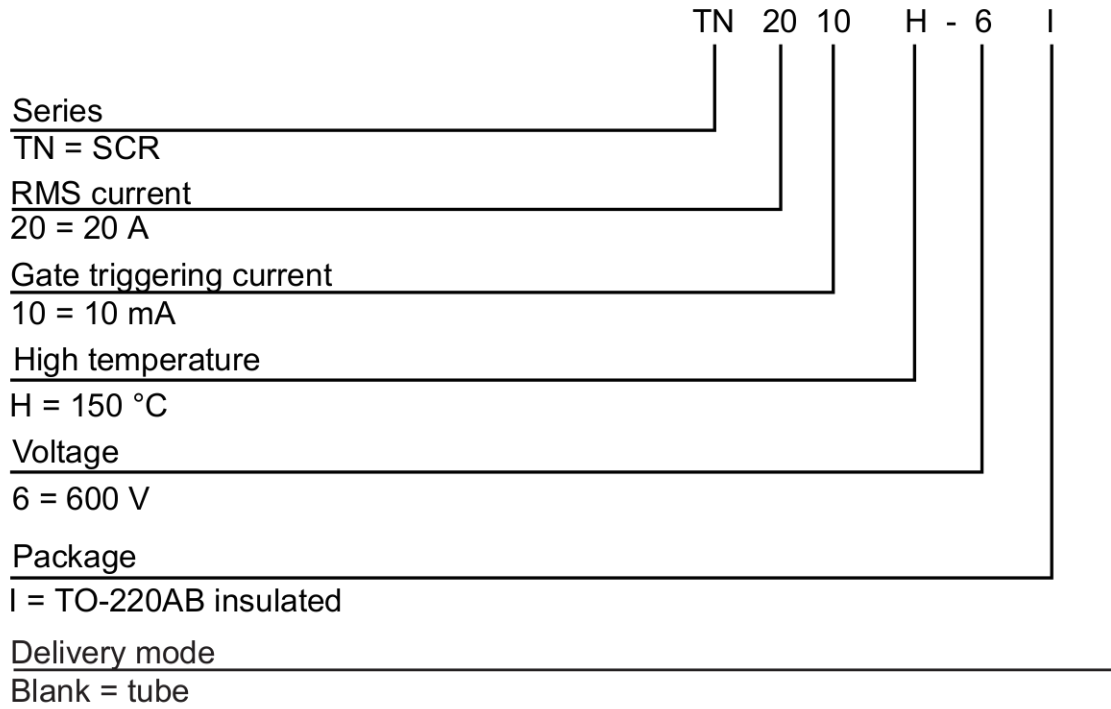 TN 20 10 H - 6 I
Series
TN = SCR
RMS current
20 = 20 A
Gate triggering current
10 = 10 mA
High temperature
H = 150 °C
Voltage
6 = 600 V
Package
I = TO-220AB insulated
Delivery mode
Blank = tube